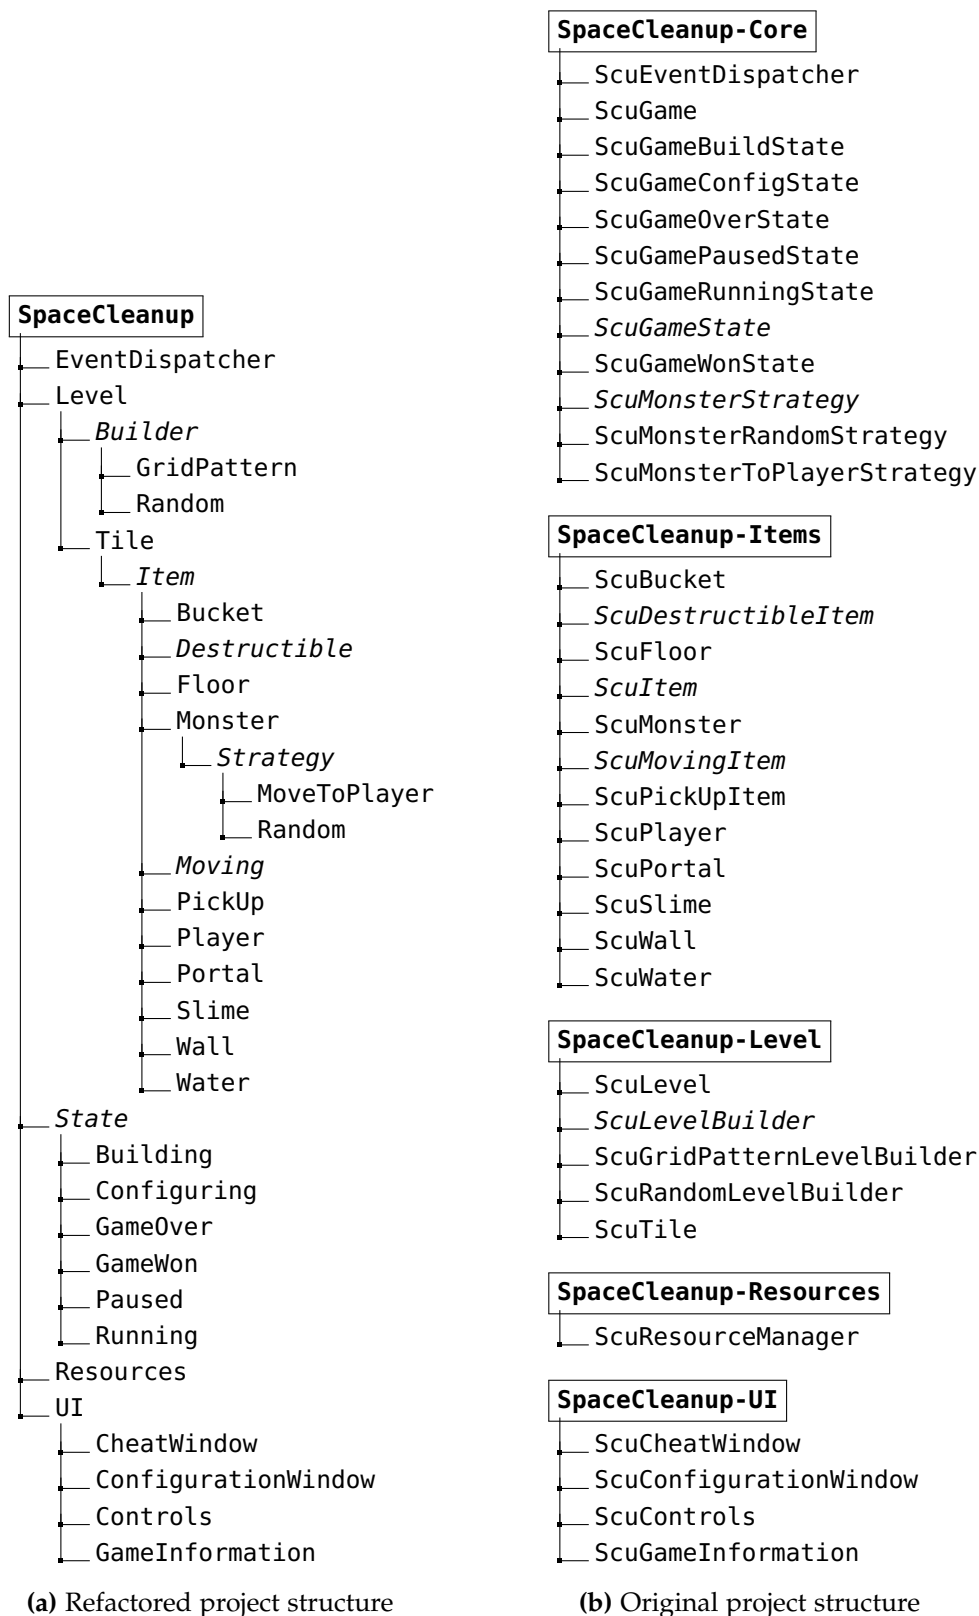 SpaceCleanup
EventDispatcher
Level
Builder
GridPattern
Random
Tile
Item
Bucket
Destructible
Floor
Monster
Strategy
MoveToPlayer
Random
Moving
PickUp
Player
Portal
Slime
Wall
Water
State
Building
Configuring
GameOver
GameWon
Paused
Running
Resources
UI
CheatWindow
ConfigurationWindow
Controls
GameInformation
(a) Refactored project structure
SpaceCleanup-Core
ScuEventDispatcher
ScuGame
ScuGameBuildState
ScuGameConfigState
ScuGameOverState
ScuGamePausedState
ScuGameRunningState
ScuGameState
ScuGameWonState
ScuMonsterStrategy
ScuMonsterRandomStrategy
ScuMonsterToPlayerStrategy
SpaceCleanup-Items
ScuBucket
ScuDestructibleItem
ScuFloor
ScuItem
ScuMonster
ScuMovingItem
ScuPickUpItem
ScuPlayer
ScuPortal
ScuSlime
ScuWall
ScuWater
SpaceCleanup-Level
ScuLevel
ScuLevelBuilder
ScuGridPatternLevelBuilder
ScuRandomLevelBuilder
ScuTile
SpaceCleanup-Resources
ScuResourceManager
SpaceCleanup-UI
ScuCheatWindow
ScuConfigurationWindow
ScuControls
ScuGameInformation
(b) Original project structure